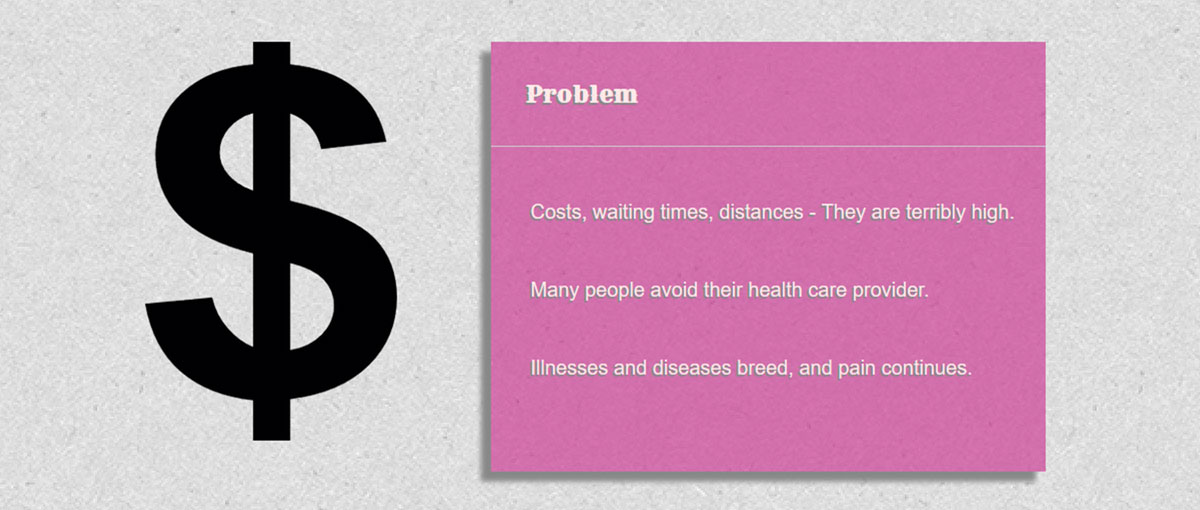 $
Problem
Costs, waiting times, distances - They are terribly high.
Many people avoid their health care provider.
Illnesses and diseases breed, and pain continues.